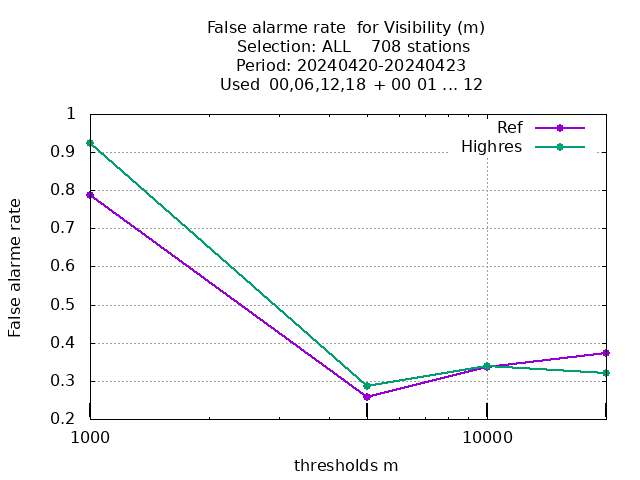 False alarme rate  for Visibility (m)
Selection: ALL    708 stations
Period: 20240420-20240423
Used  00,06,12,18  + 00 01 ... 12
Ref
Highres
1
0.9
0.8
0.7
0.6
0.5
0.4
0.3
0.2
False alarme rate
1000
10000
thresholds m